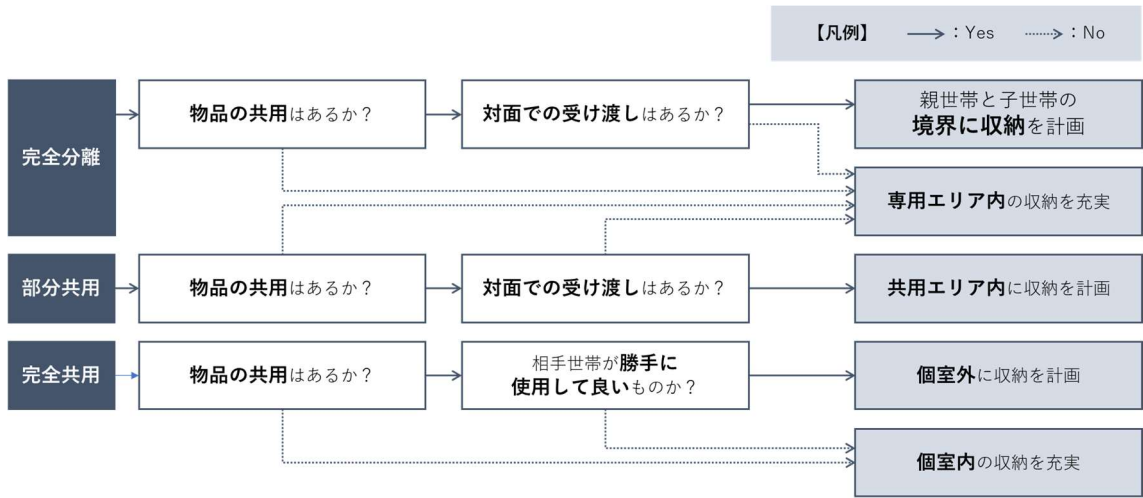 【凡例】 ：Yes ：No
完全分離
物品の共用はあるか？
対面での受け渡しはあるか？
親世帯と子世帯の
境界に収納を計画
専用エリア内の収納を充実
部分共用
物品の共用はあるか？
対面での受け渡しはあるか？
共用エリア内に収納を計画
完全共用
物品の共用はあるか？
相手世帯が勝手に
使用して良いものか？
個室外に収納を計画
個室内の収納を充実